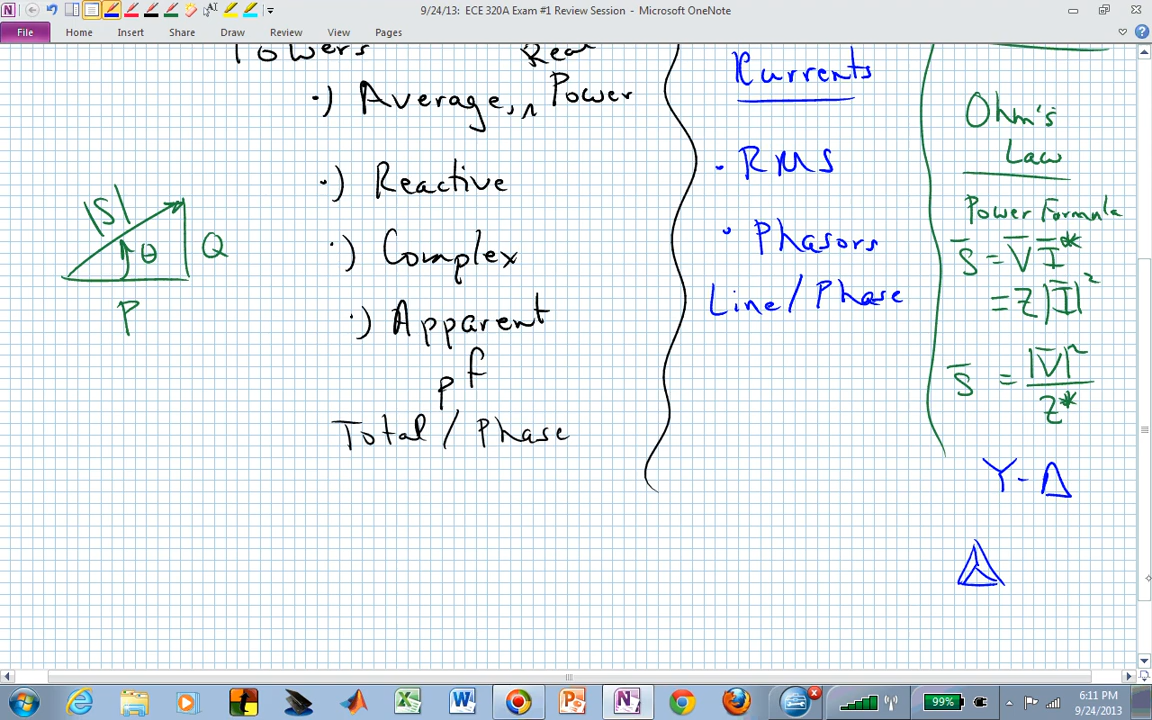 9/24/13: ECE 320A Exam #1 Review Session - Microsoft OneNote
File Home Insert Share Draw Review View Pages
Powers
Real
·) Average, ʌ Power
·) Reactive
·) Complex
·) Apparent
pf
Total / Phase
|S|
θ
Q
P
Currents
· RMS
· Phasors
Line / Phase
Ohm's
Law
Power Formula
S̅ = V̅ I̅*
= Z|I̅|²
S̅ = |V̅|² / Z*
Y - Δ
99%
6:11 PM
9/24/2013